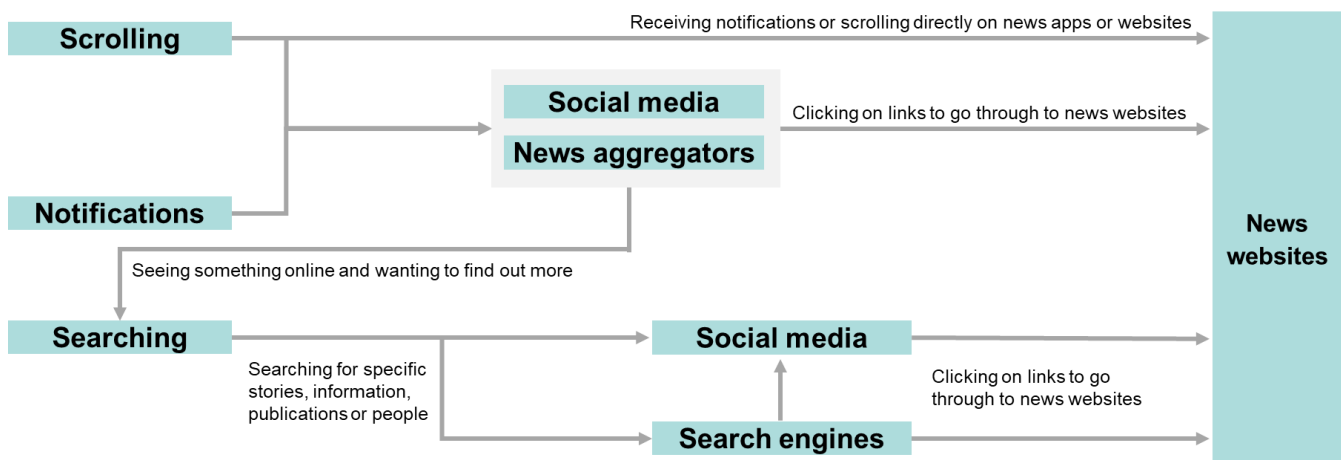 Receiving notifications or scrolling directly on news apps or websites
Scrolling
Social media
Clicking on links to go through to news websites
News aggregators
Notifications
News
websites
Seeing something online and wanting to find out more
Searching
Social media
Searching for specific
stories, information,
publications or people
Clicking on links to go
through to news websites
Search engines